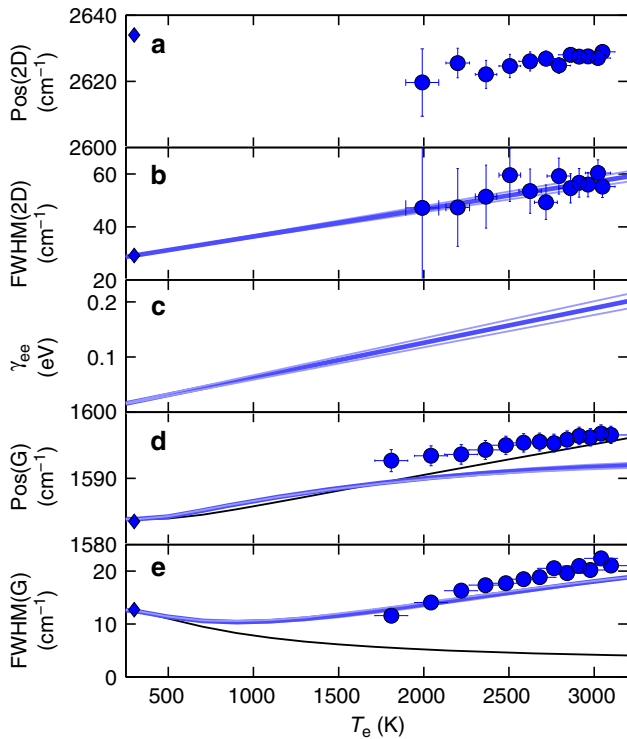 2640
a
Pos(2D)
(cm⁻¹)
2620
2600
b
FWHM(2D)
(cm⁻¹)
60
40
20
c
γee
(eV)
0.2
0.1
1600
d
Pos(G)
(cm⁻¹)
1590
1580
e
FWHM(G)
(cm⁻¹)
20
10
0
500 1000 1500 2000 2500 3000
Te (K)